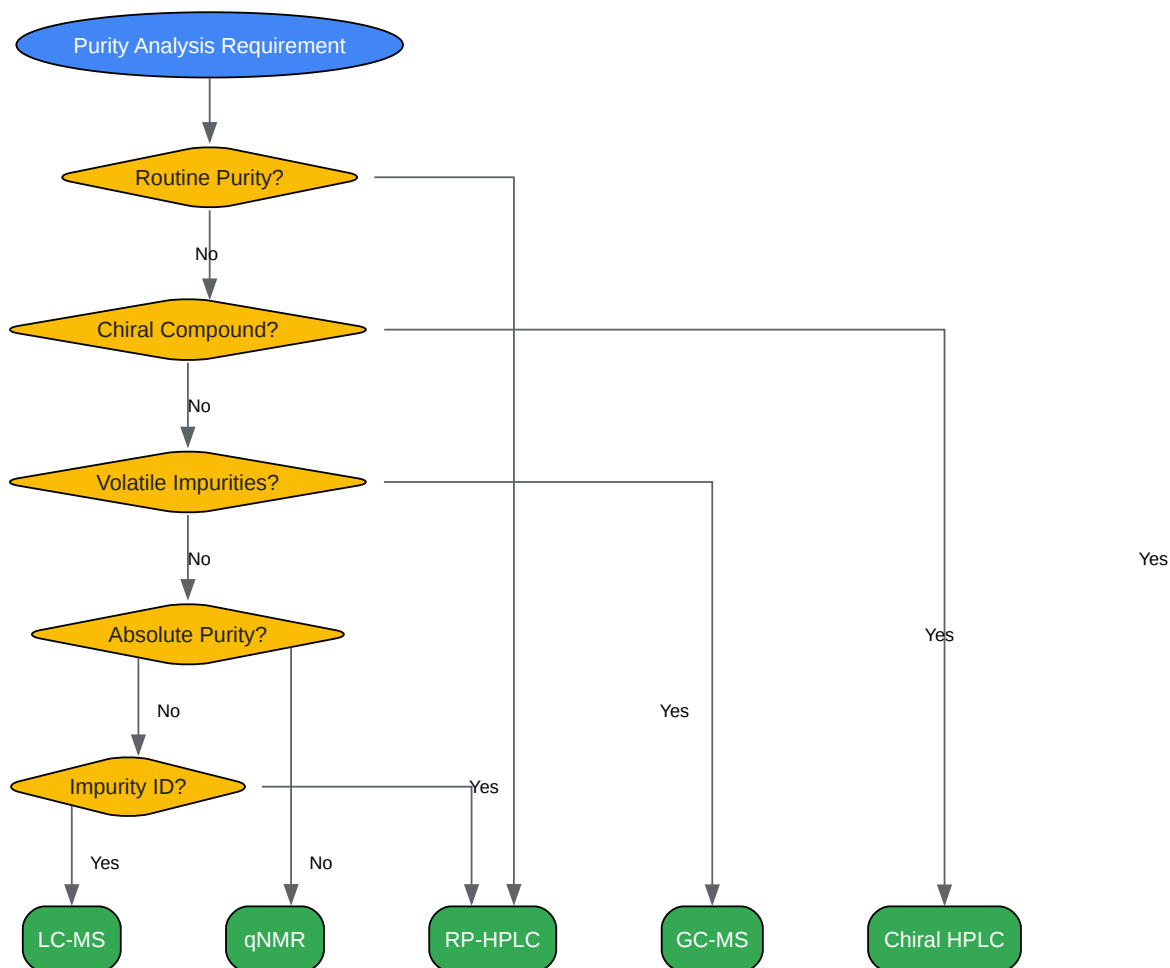 Purity Analysis Requirement
Routine Purity?
No
Chiral Compound?
No
Volatile Impurities?
No
Yes
Absolute Purity?
Yes
No
Yes
Impurity ID?
Yes
Yes
No
LC-MS
qNMR
RP-HPLC
GC-MS
Chiral HPLC